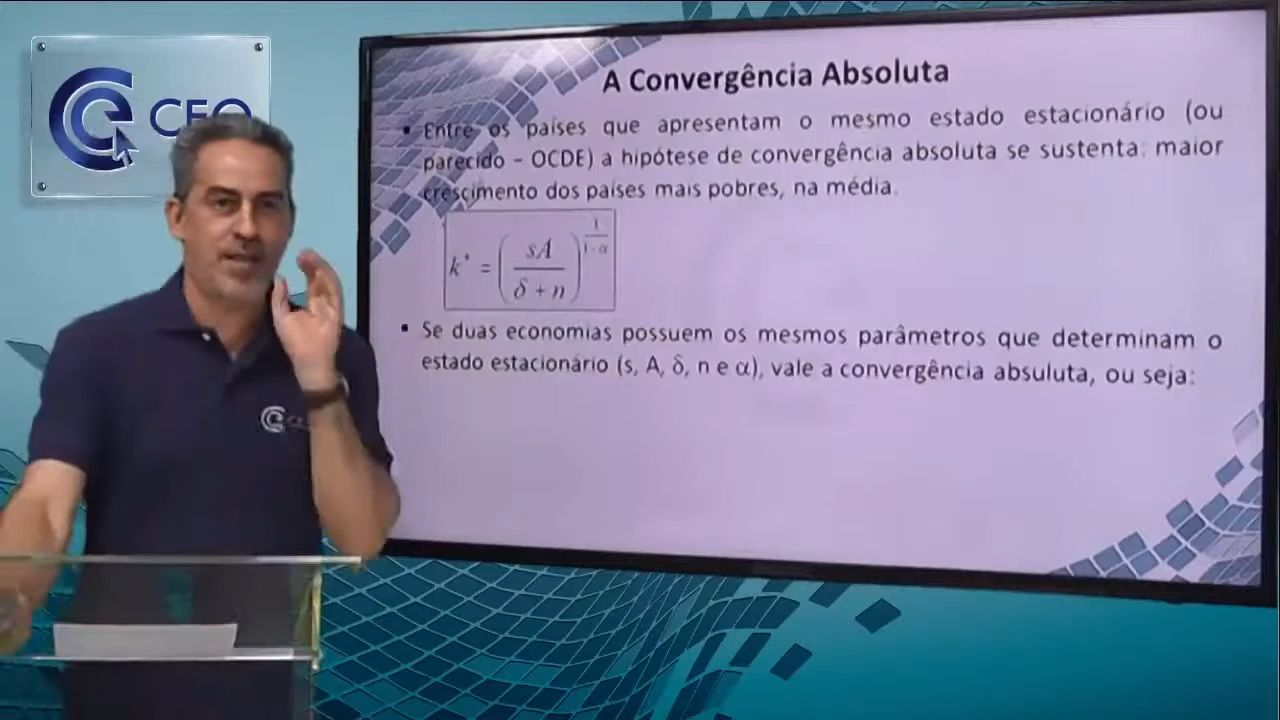 CEO
A Convergência Absoluta
▪ Entre os países que apresentam o mesmo estado estacionário (ou
parecido – OCDE) a hipótese de convergência absoluta se sustenta: maior
crescimento dos países mais pobres, na média.
k* = (sA / δ + n)^(1 / 1-α)
▪ Se duas economias possuem os mesmos parâmetros que determinam o
estado estacionário (s, A, δ, n e α), vale a convergência absuluta, ou seja: